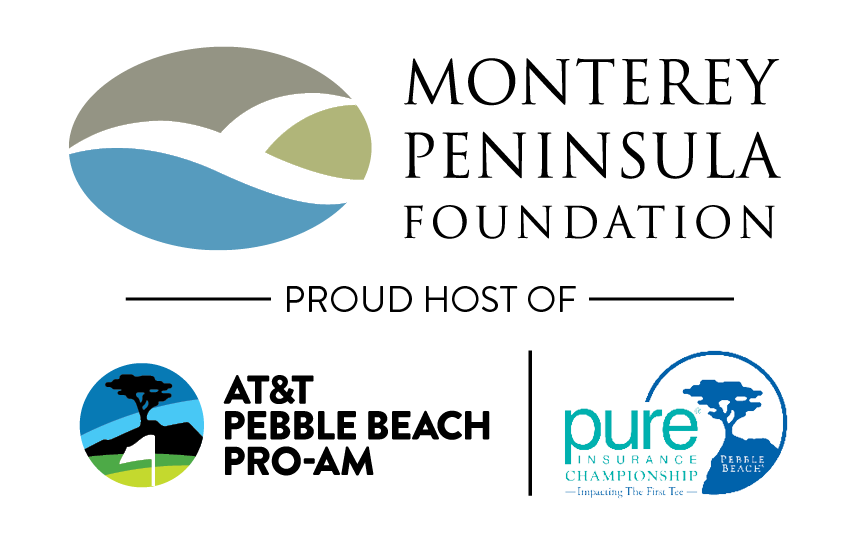 MONTEREY
PENINSULA
FOUNDATION
PROUD HOST OF
AT&T
PEBBLE BEACH
PRO-AM
pure®
INSURANCE
CHAMPIONSHIP
—Impacting The First Tee—
PEBBLE
BEACH®